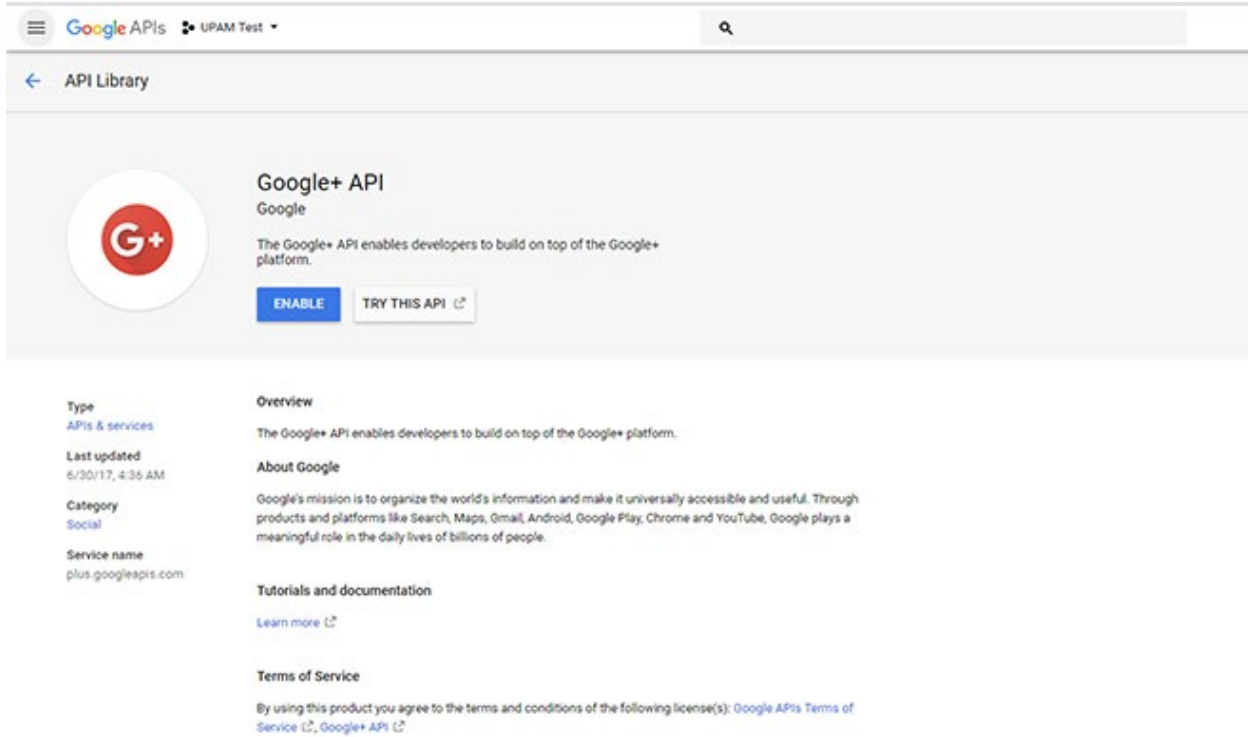 Google APIs UPAM Test
API Library
G+
Google+ API
Google
The Google+ API enables developers to build on top of the Google+
platform.
ENABLE TRY THIS API
Type
APIs & services
Last updated
6/30/17, 4:36 AM
Category
Social
Service name
plus.googleapis.com
Overview
The Google+ API enables developers to build on top of the Google+ platform.
About Google
Google's mission is to organize the world's information and make it universally accessible and useful. Through
products and platforms like Search, Maps, Gmail, Android, Google Play, Chrome and YouTube, Google plays a
meaningful role in the daily lives of billions of people.
Tutorials and documentation
Learn more
Terms of Service
By using this product you agree to the terms and conditions of the following license(s): Google APIs Terms of
Service, Google+ API